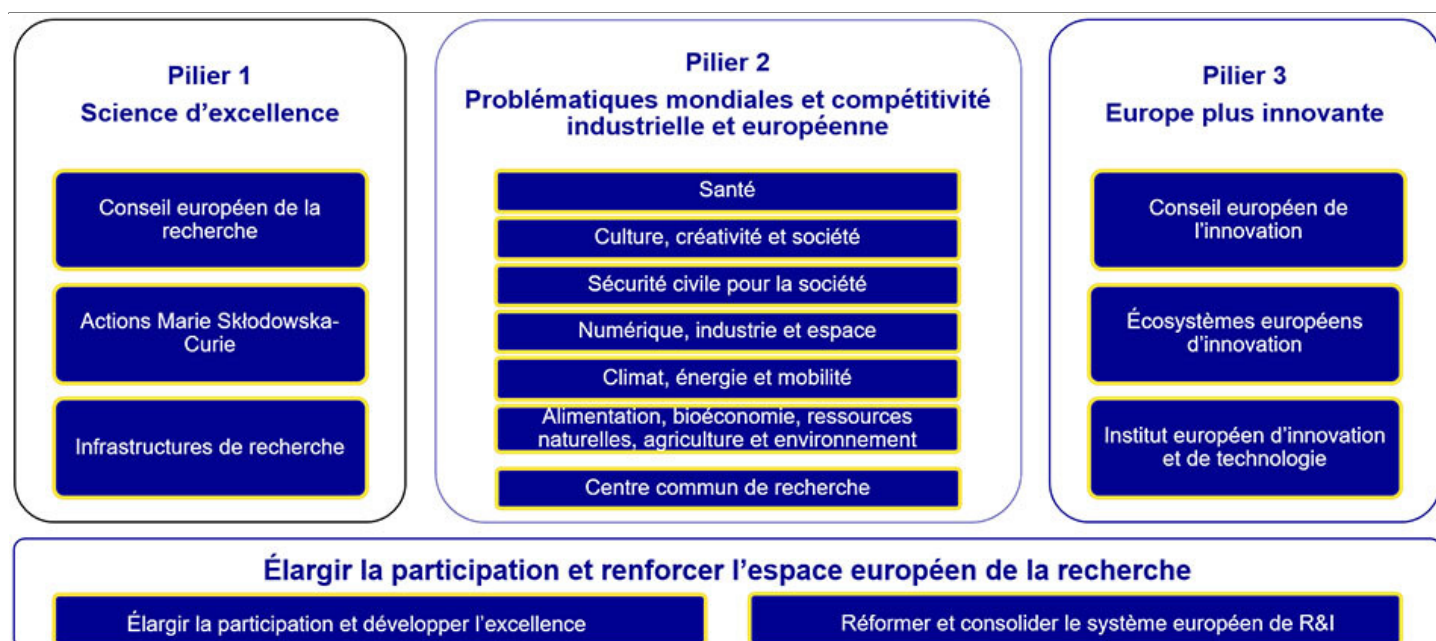 Pilier 1
Science d’excellence
Conseil européen de la
recherche
Actions Marie Skłodowska-
Curie
Infrastructures de recherche
Pilier 2
Problématiques mondiales et compétitivité
industrielle et européenne
Santé
Culture, créativité et société
Sécurité civile pour la société
Numérique, industrie et espace
Climat, énergie et mobilité
Alimentation, bioéconomie, ressources
naturelles, agriculture et environnement
Centre commun de recherche
Pilier 3
Europe plus innovante
Conseil européen de
l’innovation
Écosystèmes européens
d’innovation
Institut européen d’innovation
et de technologie
Élargir la participation et renforcer l’espace européen de la recherche
Élargir la participation et développer l’excellence
Réformer et consolider le système européen de R&I